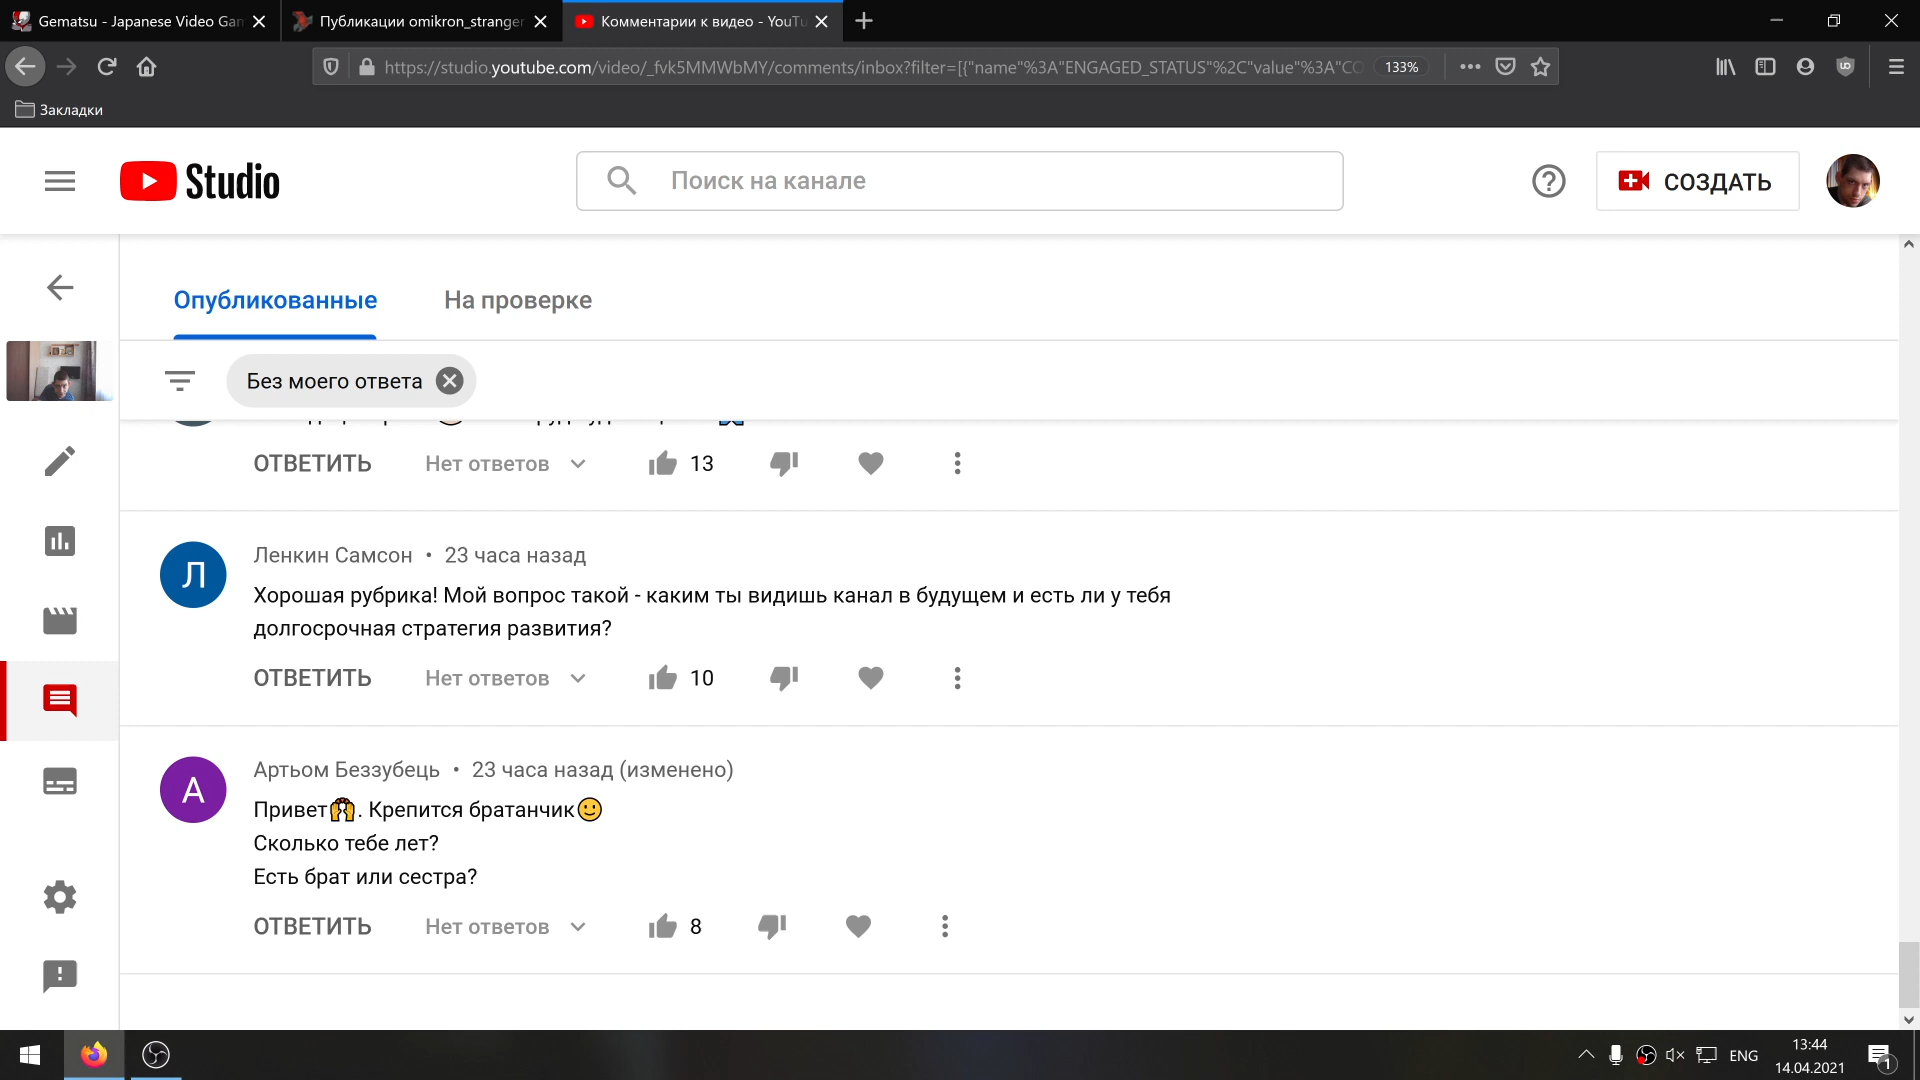 Gematsu - Japanese Video Gam
Публикации omikron_stranger
Комментарии к видео - YouTu
https://studio.youtube.com/video/_fvk5MMWbMY/comments/inbox?filter=[{"name"%3A"ENGAGED_STATUS"%2C"value"%3A"CO
133%
Закладки
Studio
Поиск на канале
СОЗДАТЬ
Опубликованные
На проверке
Без моего ответа
ОТВЕТИТЬ Нет ответов 13
Л
Ленкин Самсон • 23 часа назад
Хорошая рубрика! Мой вопрос такой - каким ты видишь канал в будущем и есть ли у тебя
долгосрочная стратегия развития?
ОТВЕТИТЬ Нет ответов 10
А
Артьом Беззубець • 23 часа назад (изменено)
Привет🙌. Крепится братанчик🙂
Сколько тебе лет?
Есть брат или сестра?
ОТВЕТИТЬ Нет ответов 8
ENG
13:44
14.04.2021
1